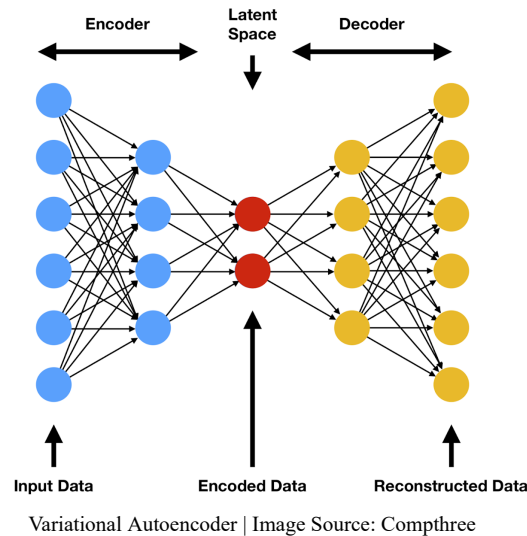 Encoder
Latent
Space
Decoder
Input Data
Encoded Data
Reconstructed Data
Variational Autoencoder | Image Source: Compthree